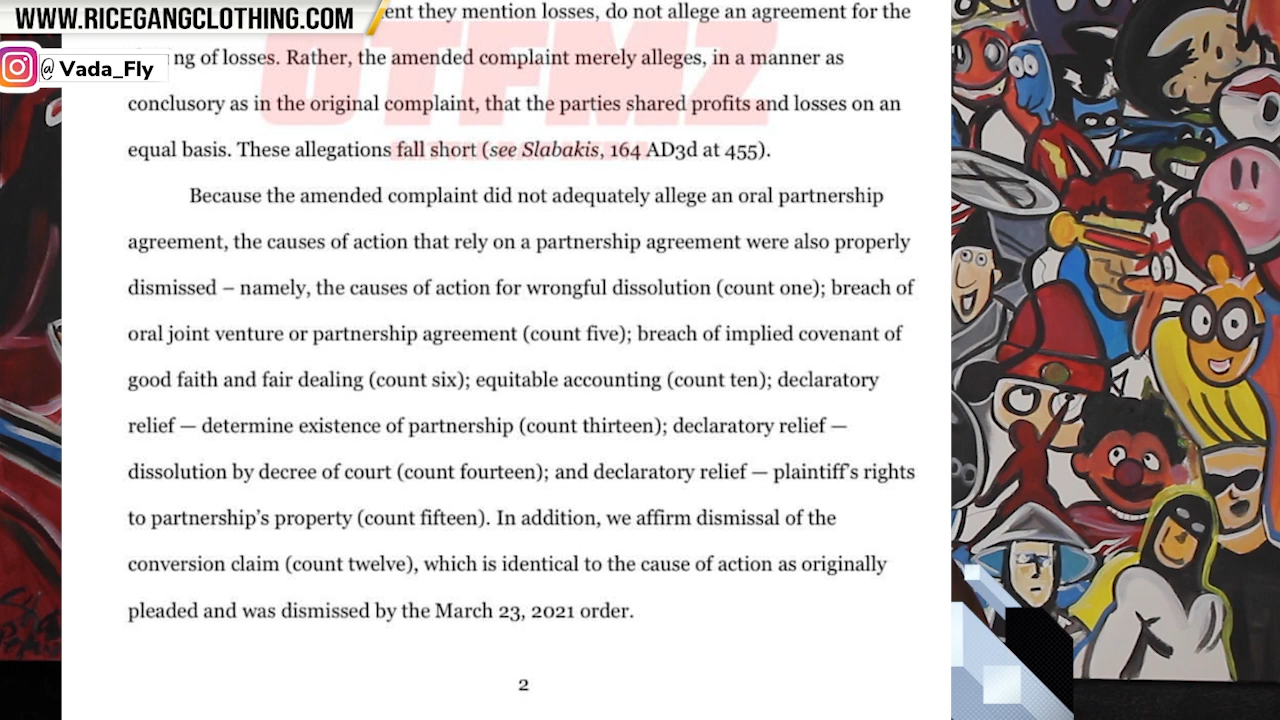 WWW.RICEGANGCLOTHING.COM
@ Vada_Fly
ent they mention losses, do not allege an agreement for the
ng of losses. Rather, the amended complaint merely alleges, in a manner as
conclusory as in the original complaint, that the parties shared profits and losses on an
equal basis. These allegations fall short (see Slabakis, 164 AD3d at 455).
Because the amended complaint did not adequately allege an oral partnership
agreement, the causes of action that rely on a partnership agreement were also properly
dismissed – namely, the causes of action for wrongful dissolution (count one); breach of
oral joint venture or partnership agreement (count five); breach of implied covenant of
good faith and fair dealing (count six); equitable accounting (count ten); declaratory
relief — determine existence of partnership (count thirteen); declaratory relief —
dissolution by decree of court (count fourteen); and declaratory relief — plaintiff's rights
to partnership's property (count fifteen). In addition, we affirm dismissal of the
conversion claim (count twelve), which is identical to the cause of action as originally
pleaded and was dismissed by the March 23, 2021 order.
2